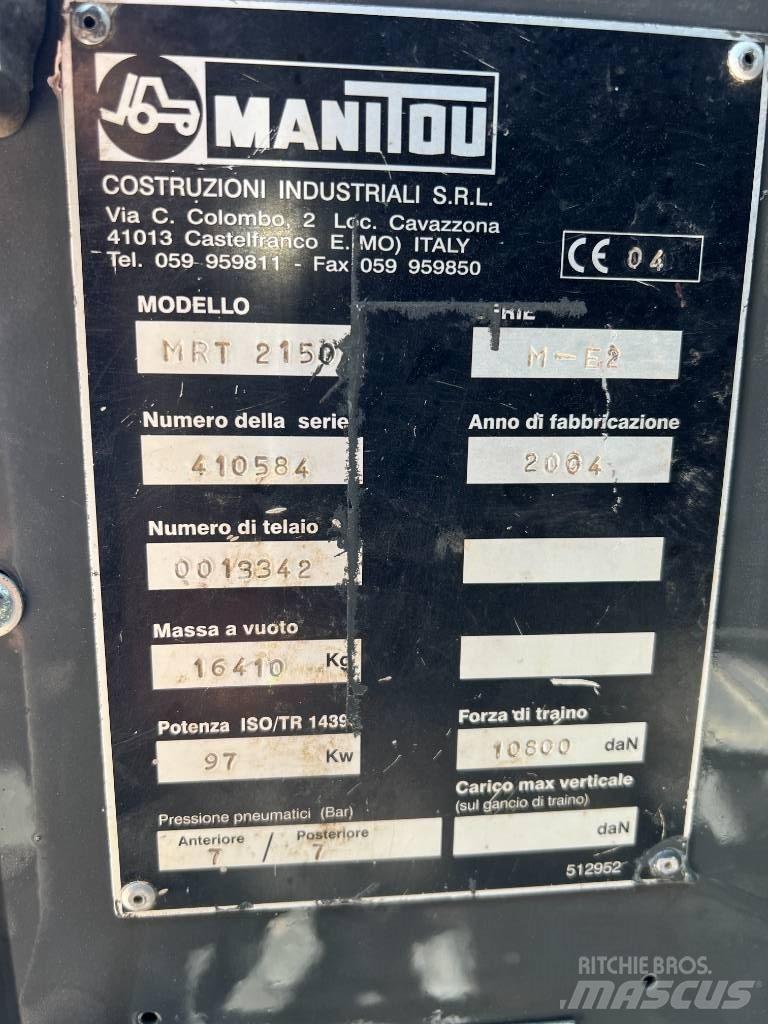 MANITOU
COSTRUZIONI INDUSTRIALI S.R.L.
Via C. Colombo, 2 Loc. Cavazzona
41013 Castelfranco E. MO) ITALY
Tel. 059 959811 - Fax 059 959850
CE 04
MODELLO
MRT 2150
M-E2
Numero della serie
410584
Anno di fabbricazione
2004
Numero di telaio
0013342
Massa a vuoto
16410 Kg
Potenza ISO/TR 1439
97 Kw
Forza di traino
10800 daN
Carico max verticale
(sul gancio di traino)
daN
Pressione pneumatici (Bar)
Anteriore / Posteriore
7 7
512952
RITCHIE BROS.
MASCUS